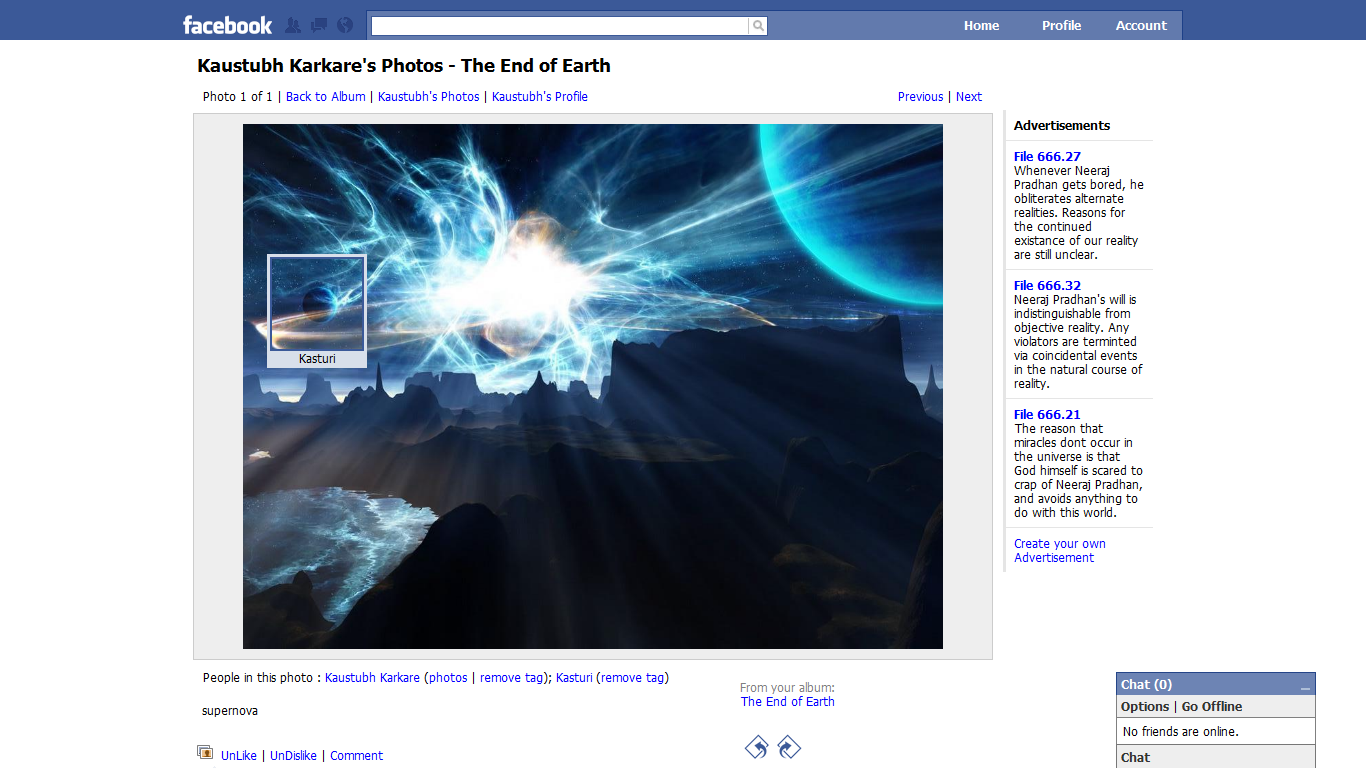 facebook
Home Profile Account
Kaustubh Karkare's Photos - The End of Earth
Photo 1 of 1 | Back to Album | Kaustubh's Photos | Kaustubh's Profile
Previous | Next
Kasturi
Advertisements
File 666.27
Whenever Neeraj
Pradhan gets bored, he
obliterates alternate
realities. Reasons for
the continued
existance of our reality
are still unclear.
File 666.32
Neeraj Pradhan's will is
indistinguishable from
objective reality. Any
violators are terminted
via coincidental events
in the natural course of
reality.
File 666.21
The reason that
miracles dont occur in
the universe is that
God himself is scared to
crap of Neeraj Pradhan,
and avoids anything to
do with this world.
Create your own
Advertisement
People in this photo : Kaustubh Karkare (photos | remove tag); Kasturi (remove tag)
supernova
From your album:
The End of Earth
UnLike | UnDislike | Comment
Chat (0)
Options | Go Offline
No friends are online.
Chat